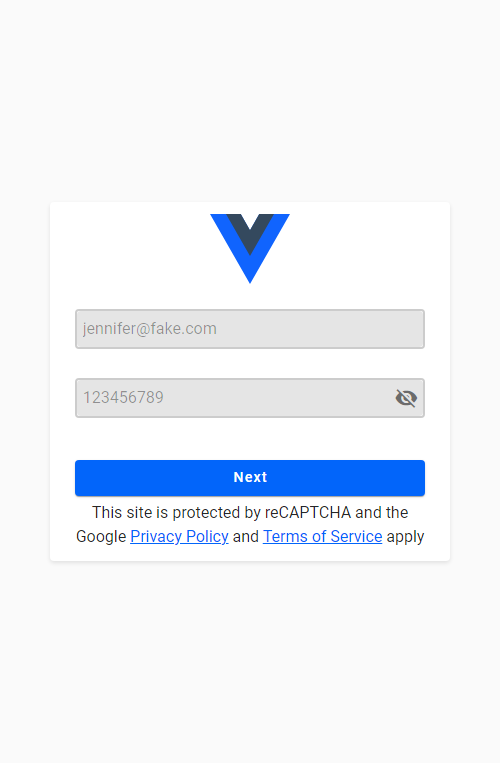 jennifer@fake.com
123456789
Next
This site is protected by reCAPTCHA and the
Google Privacy Policy and Terms of Service apply